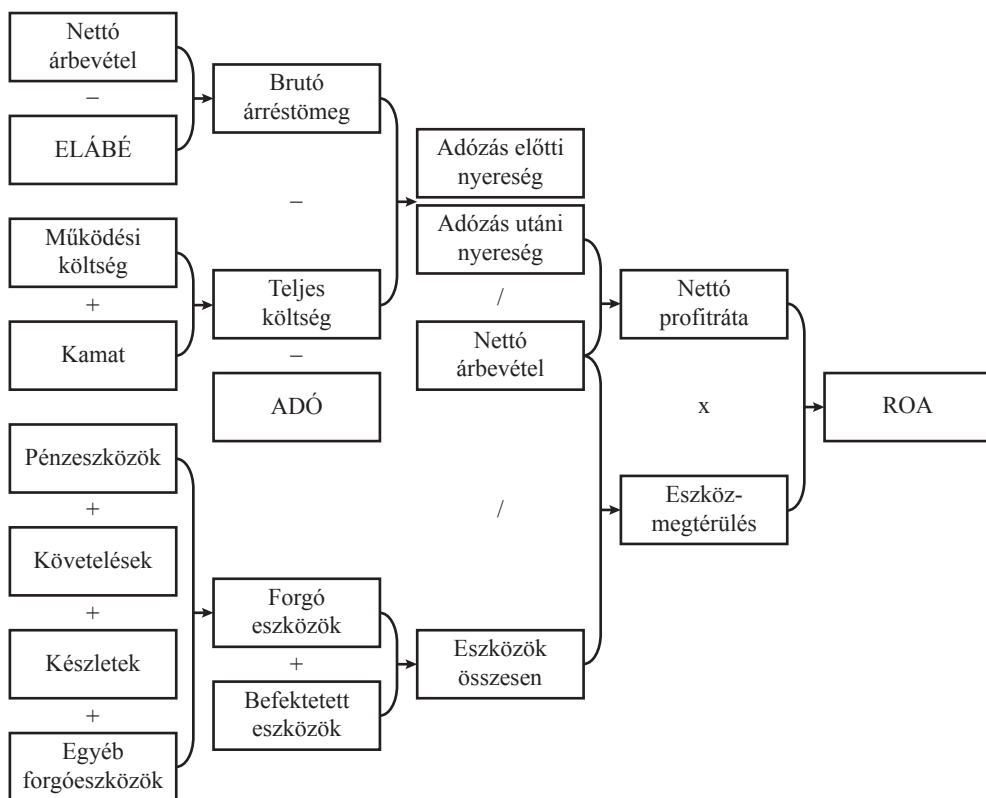 Nettó
árbevétel
–
ELÁBÉ
Bruttó
árréstömeg
–
Adózás előtti
nyereség
Működési
költség
+
Kamat
Teljes
költség
–
ADÓ
Adózás utáni
nyereség
/
Nettó
árbevétel
Nettó
profitráta
x
ROA
/
Eszköz-
megtérülés
Pénzeszközök
+
Követelések
+
Készletek
+
Egyéb
forgóeszközök
Forgó
eszközök
+
Befektetett
eszközök
Eszközök
összesen